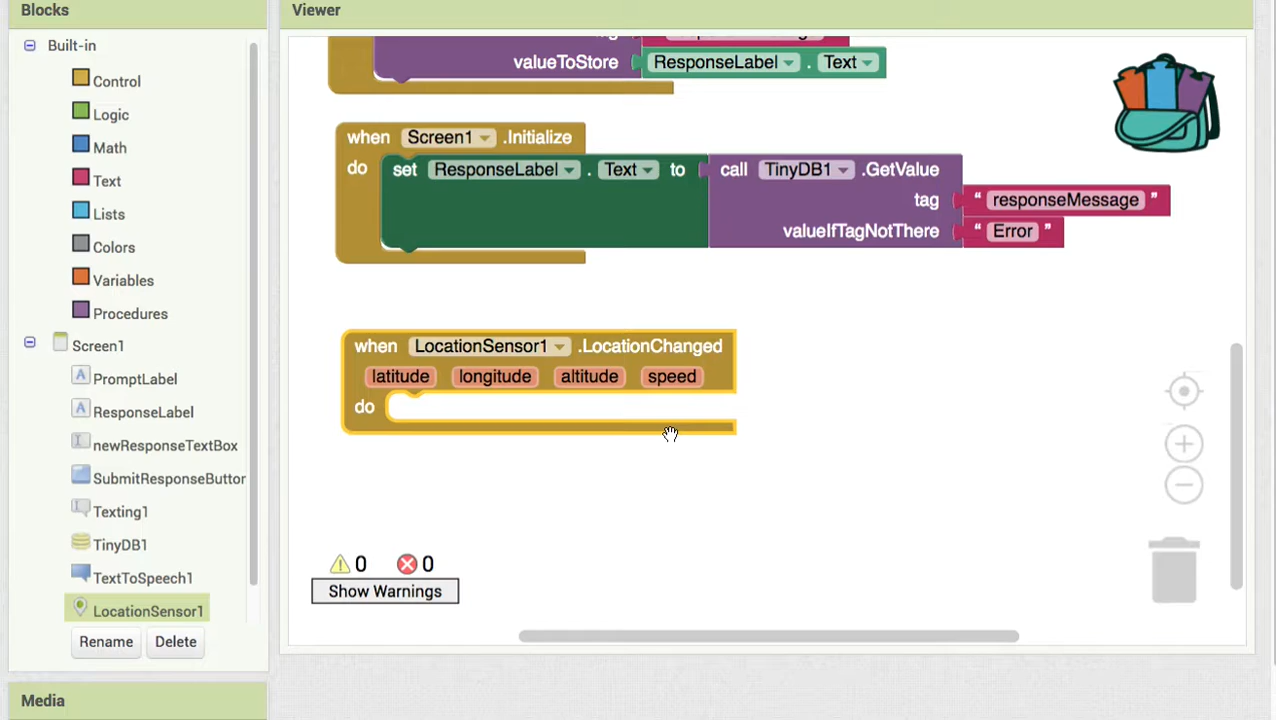 Blocks
Built-in
Control
Logic
Math
Text
Lists
Colors
Variables
Procedures
Screen1
PromptLabel
ResponseLabel
newResponseTextBox
SubmitResponseButtor
Texting1
TinyDB1
TextToSpeech1
LocationSensor1
Rename Delete
Media
Viewer
valueToStore ResponseLabel . Text
when Screen1 .Initialize
do set ResponseLabel . Text to call TinyDB1 .GetValue
tag " responseMessage "
valueIfTagNotThere " Error "
when LocationSensor1 .LocationChanged
latitude longitude altitude speed
do
0 0
Show Warnings